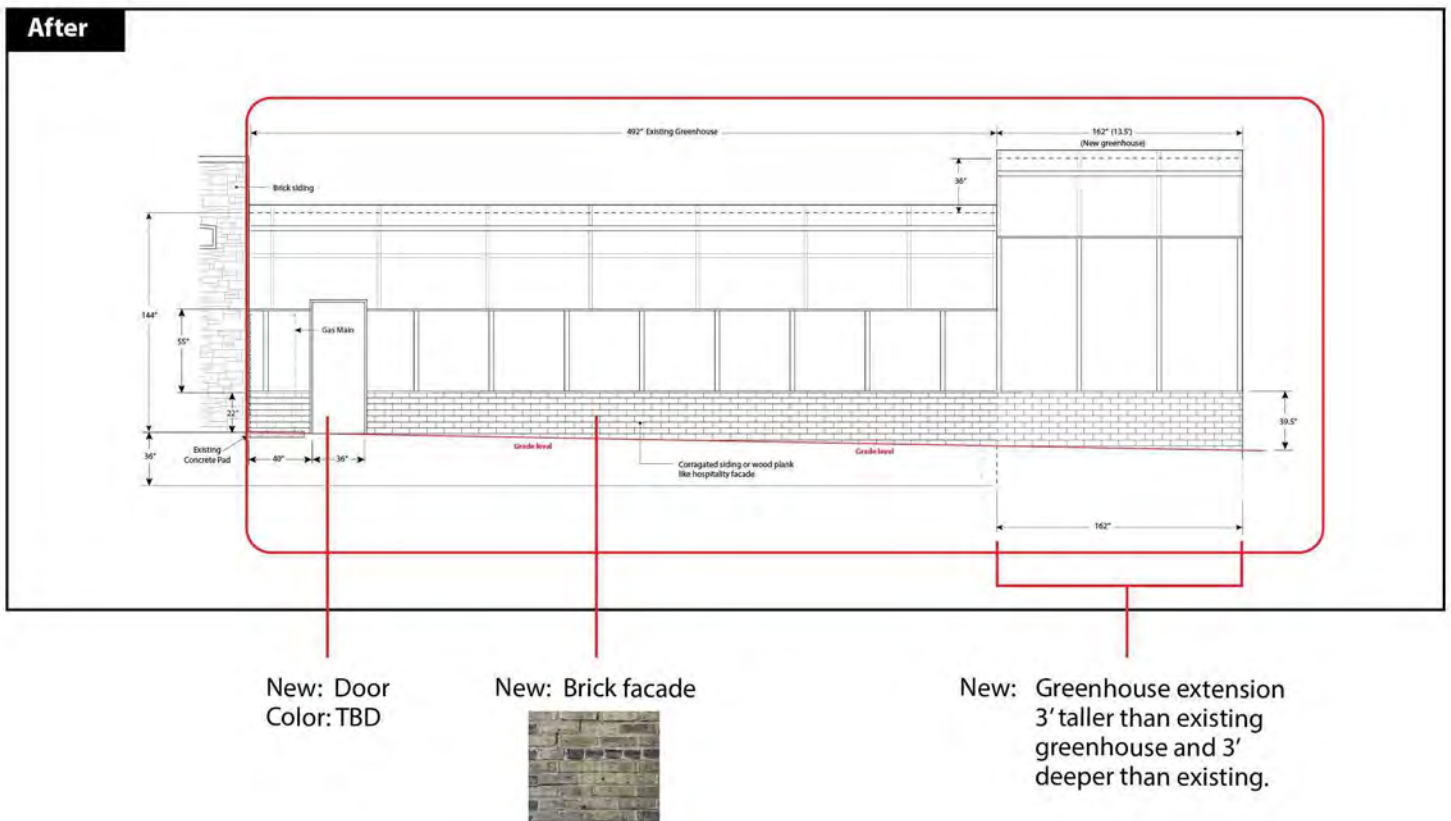 After
492" Existing Greenhouse
162" (13.5')
(New greenhouse)
36"
Brick siding
144"
Gas Main
55"
22"
39.5"
Existing
Concrete Pad
36"
40"
36"
Grade level
Grade level
Corragated siding or wood plank
like hospitality facade
162"
New: Door
Color: TBD
New: Brick facade
New: Greenhouse extension
3' taller than existing
greenhouse and 3'
deeper than existing.